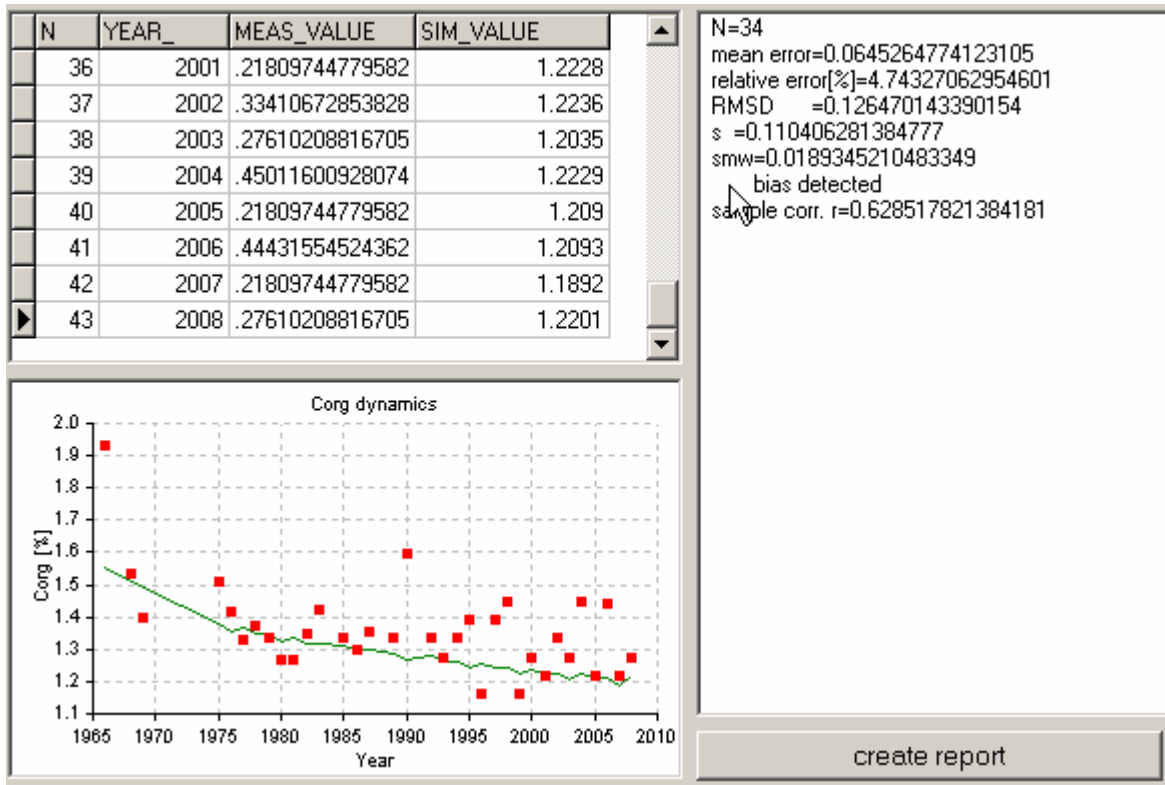 N YEAR_ MEAS_VALUE SIM_VALUE
36 2001 .21809744779582 1.2228
37 2002 .33410672853828 1.2236
38 2003 .27610208816705 1.2035
39 2004 .45011600928074 1.2229
40 2005 .21809744779582 1.209
41 2006 .44431554524362 1.2093
42 2007 .21809744779582 1.1892
43 2008 .27610208816705 1.2201
N=34
mean error=0.0645264774123105
relative error[%]=4.74327062954601
RMSD =0.126470143390154
s =0.110406281384777
smw=0.0189345210483349
bias detected
sample corr. r=0.628517821384181
Corg dynamics
Corg [%]
2.0
1.9
1.8
1.7
1.6
1.5
1.4
1.3
1.2
1.1
1965 1970 1975 1980 1985 1990 1995 2000 2005 2010
Year
create report